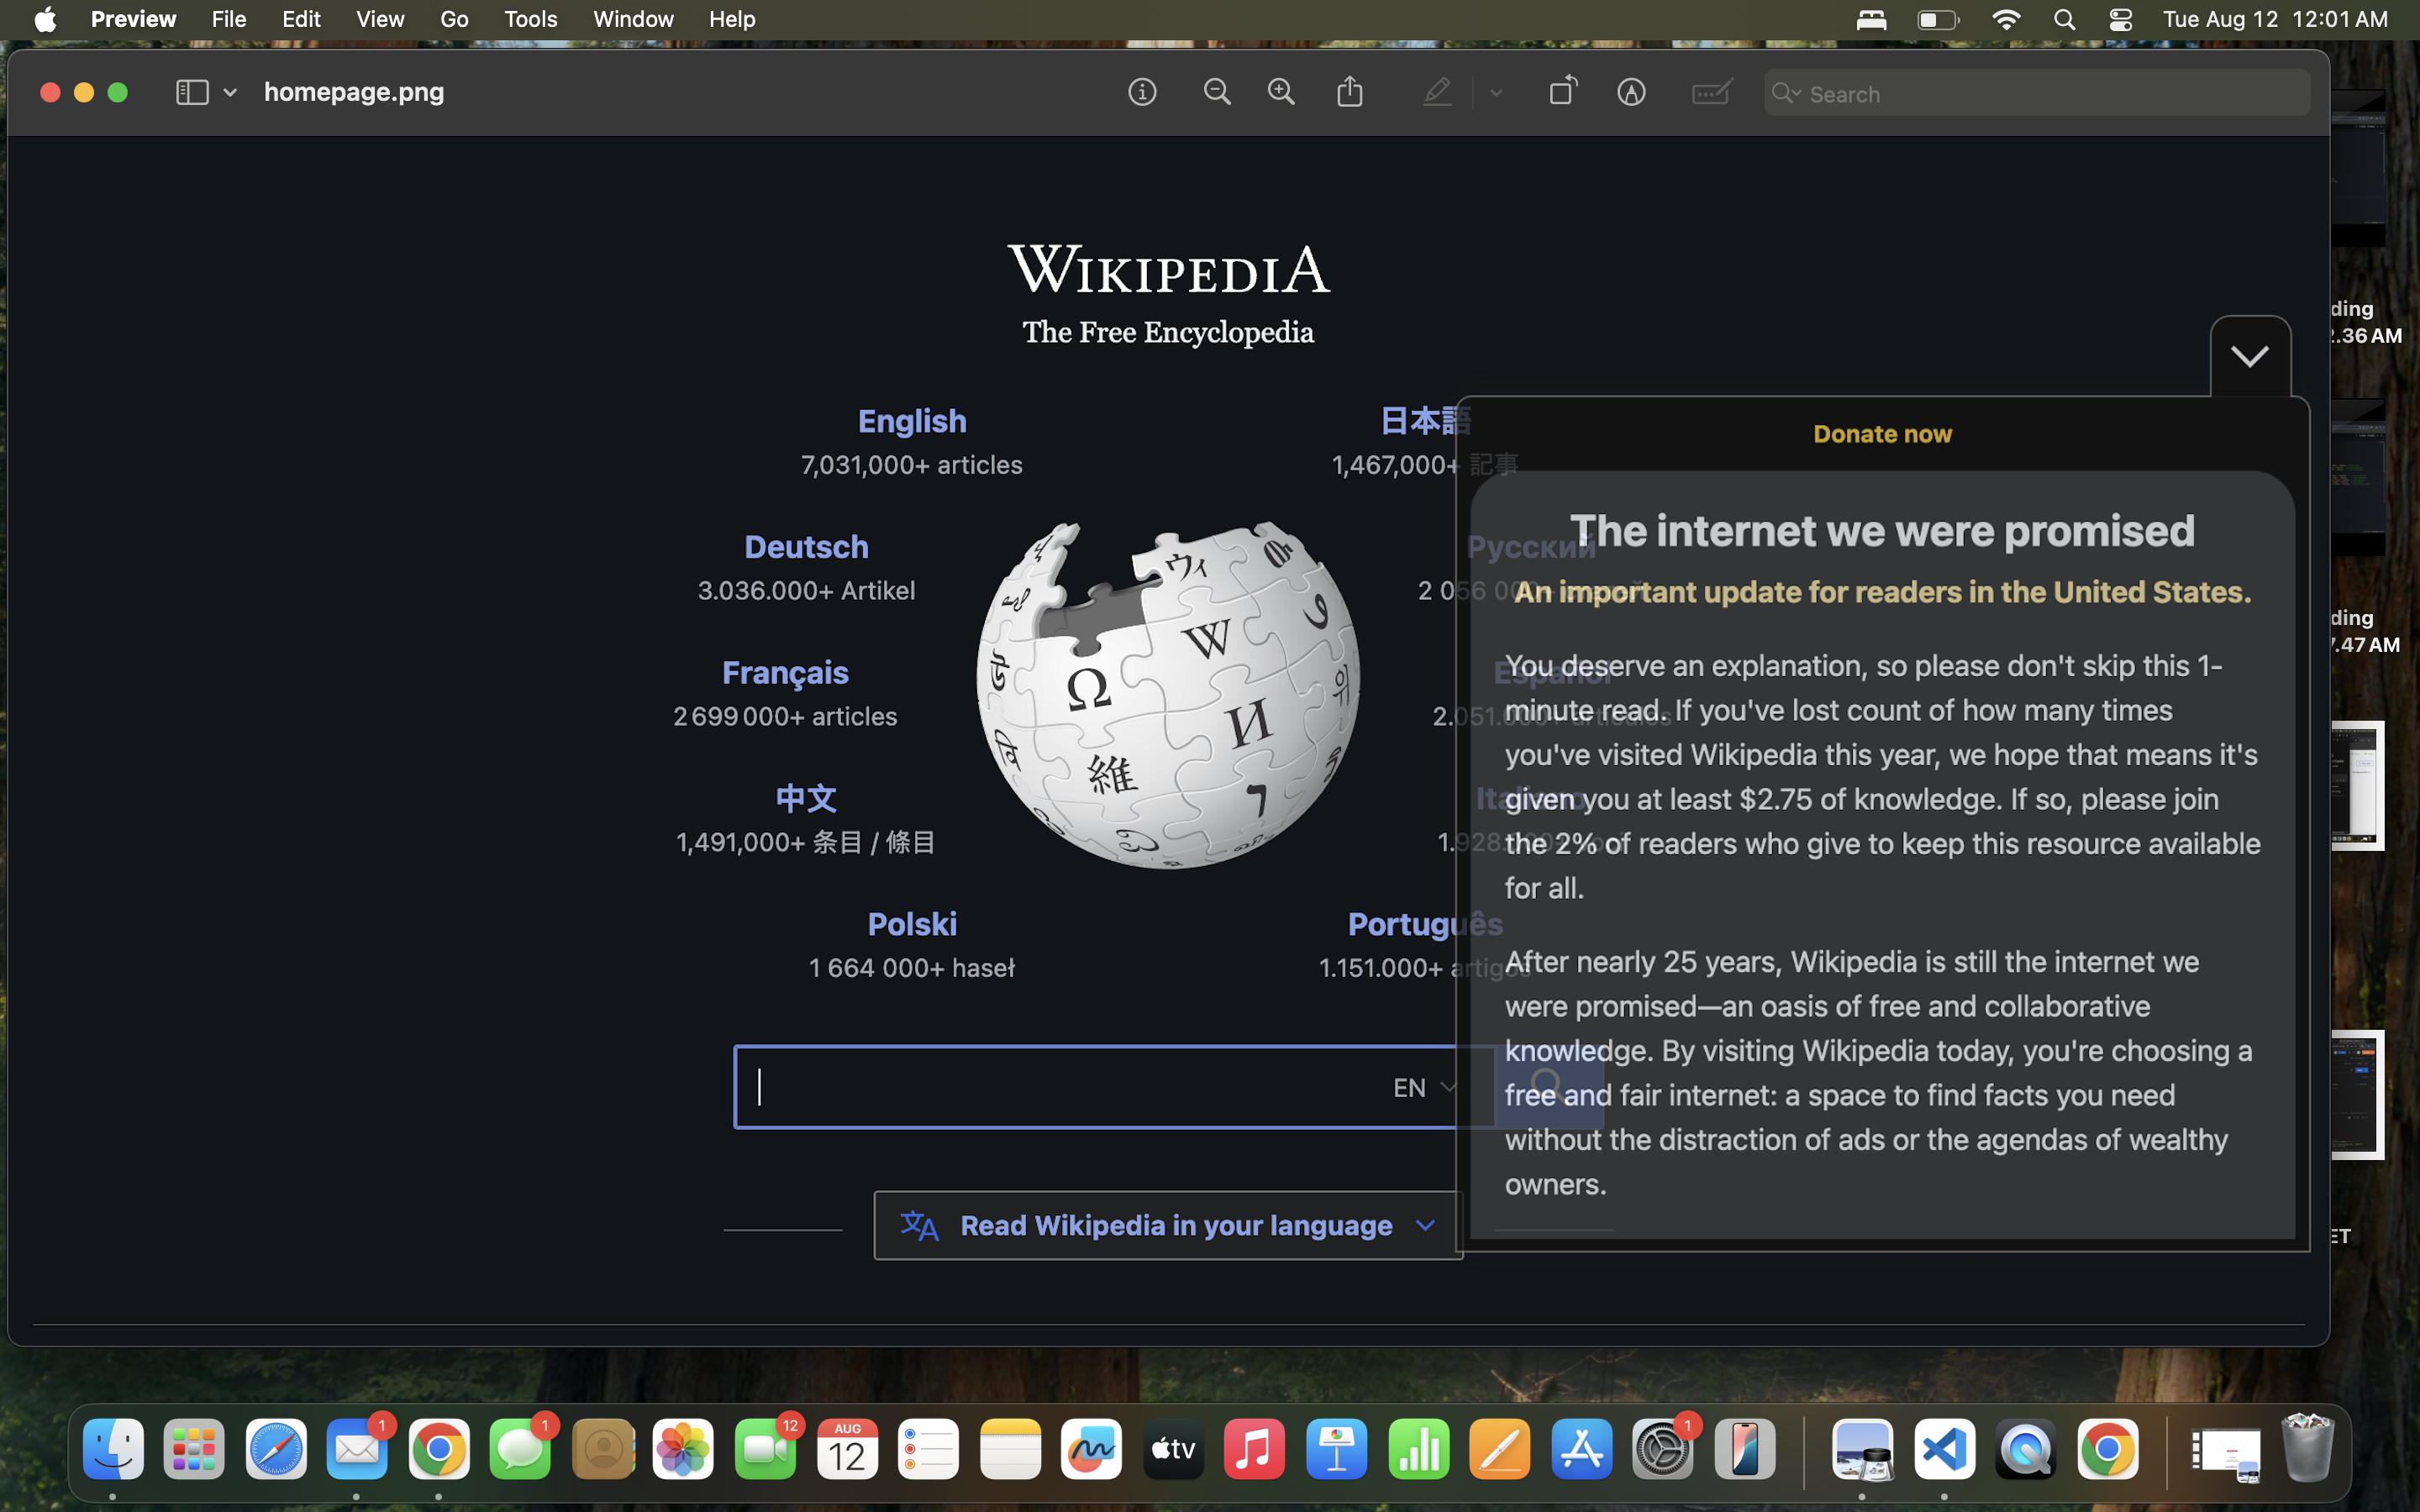 Preview File Edit View Go Tools Window Help
Tue Aug 12 12:01 AM
homepage.png
Search
WIKIPEDIA
The Free Encyclopedia
English
7,031,000+ articles
日本語
1,467,000+ 記事
Deutsch
3.036.000+ Artikel
Русский
2 056 00
Français
2 699 000+ articles
Español
2.051.000+ artículos
中文
1,491,000+ 条目 / 條目
Italiano
1.928.
Polski
1 664 000+ haseł
Português
1.151.000+ artigos
EN
Read Wikipedia in your language
Donate now
The internet we were promised
An important update for readers in the United States.
You deserve an explanation, so please don't skip this 1-
minute read. If you've lost count of how many times
you've visited Wikipedia this year, we hope that means it's
given you at least $2.75 of knowledge. If so, please join
the 2% of readers who give to keep this resource available
for all.
After nearly 25 years, Wikipedia is still the internet we
were promised—an oasis of free and collaborative
knowledge. By visiting Wikipedia today, you're choosing a
free and fair internet: a space to find facts you need
without the distraction of ads or the agendas of wealthy
owners.
Ω
W
И
維
ウィ
ding
2.36 AM
ding
7.47 AM
ET
1
1
12
AUG
12
tv
1